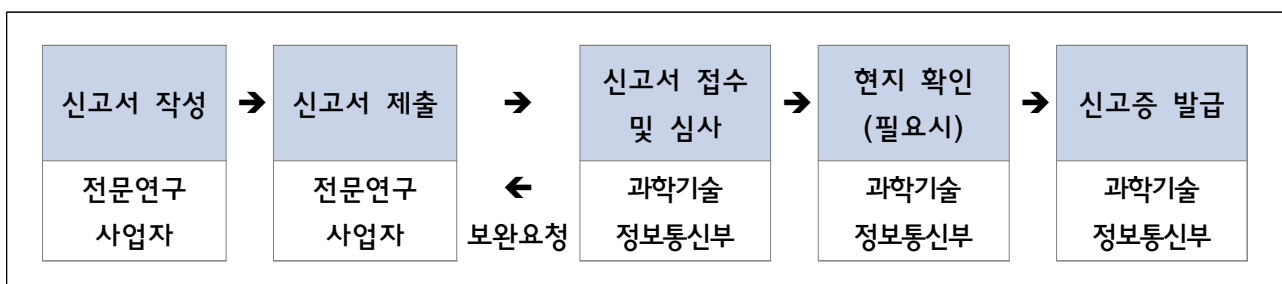 신고서 작성 ➔ 신고서 제출 ➔ 신고서 접수 및 심사 ➔ 현지 확인 (필요시) ➔ 신고증 발급
전문연구
사업자
전문연구
사업자
🡰
보완요청
과학기술
정보통신부
과학기술
정보통신부
과학기술
정보통신부